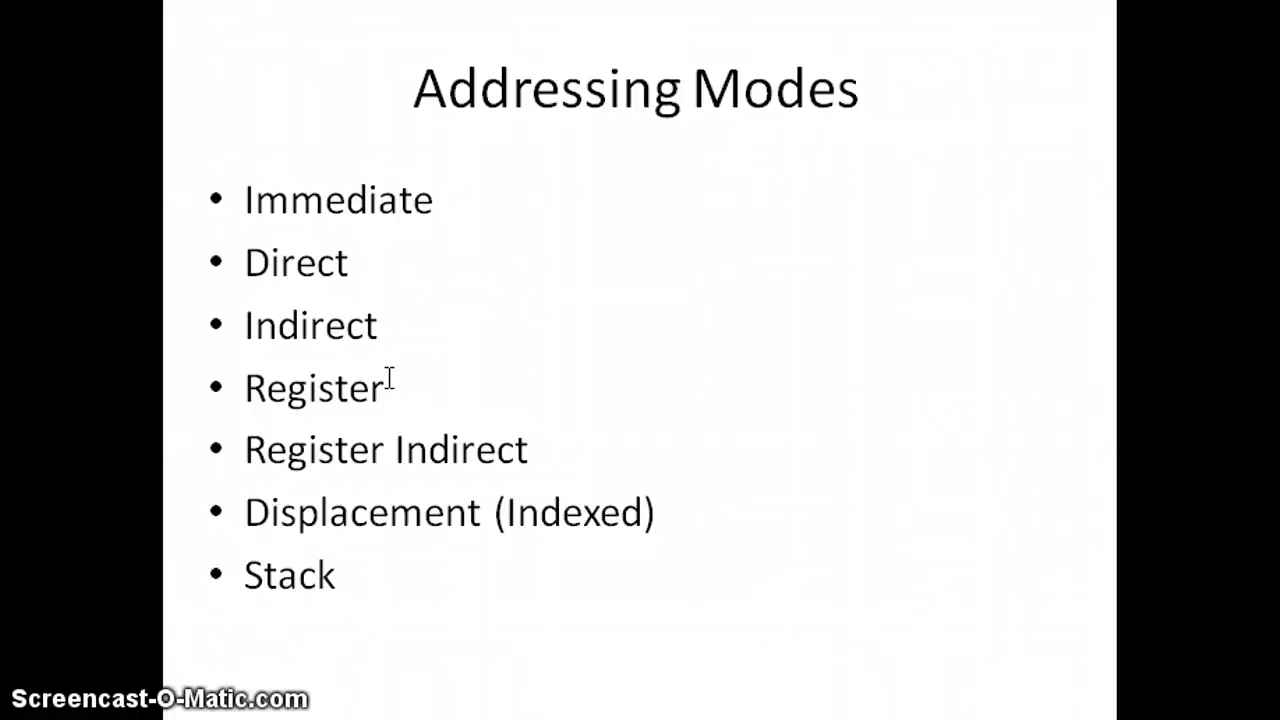 Addressing Modes
• Immediate
• Direct
• Indirect
• Register
• Register Indirect
• Displacement (Indexed)
• Stack
Screencast-O-Matic.com